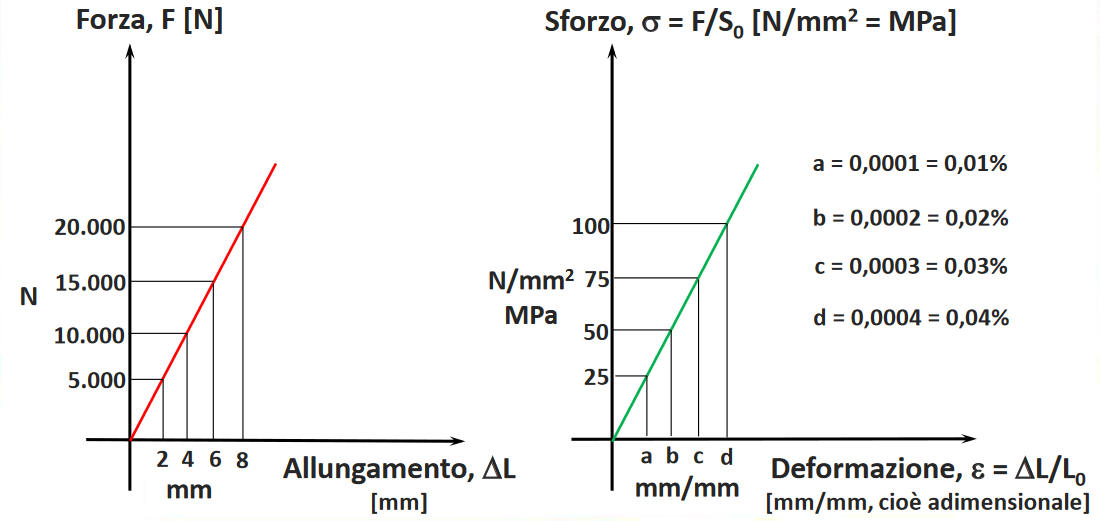 Forza, F [N]
20.000
15.000
N
10.000
5.000
2 4 6 8
mm
Allungamento, ΔL
[mm]
Sforzo, σ = F/S0 [N/mm2 = MPa]
100
N/mm2 75
MPa
50
25
a b c d
mm/mm
Deformazione, ε = ΔL/L0
[mm/mm, cioè adimensionale]
a = 0,0001 = 0,01%
b = 0,0002 = 0,02%
c = 0,0003 = 0,03%
d = 0,0004 = 0,04%